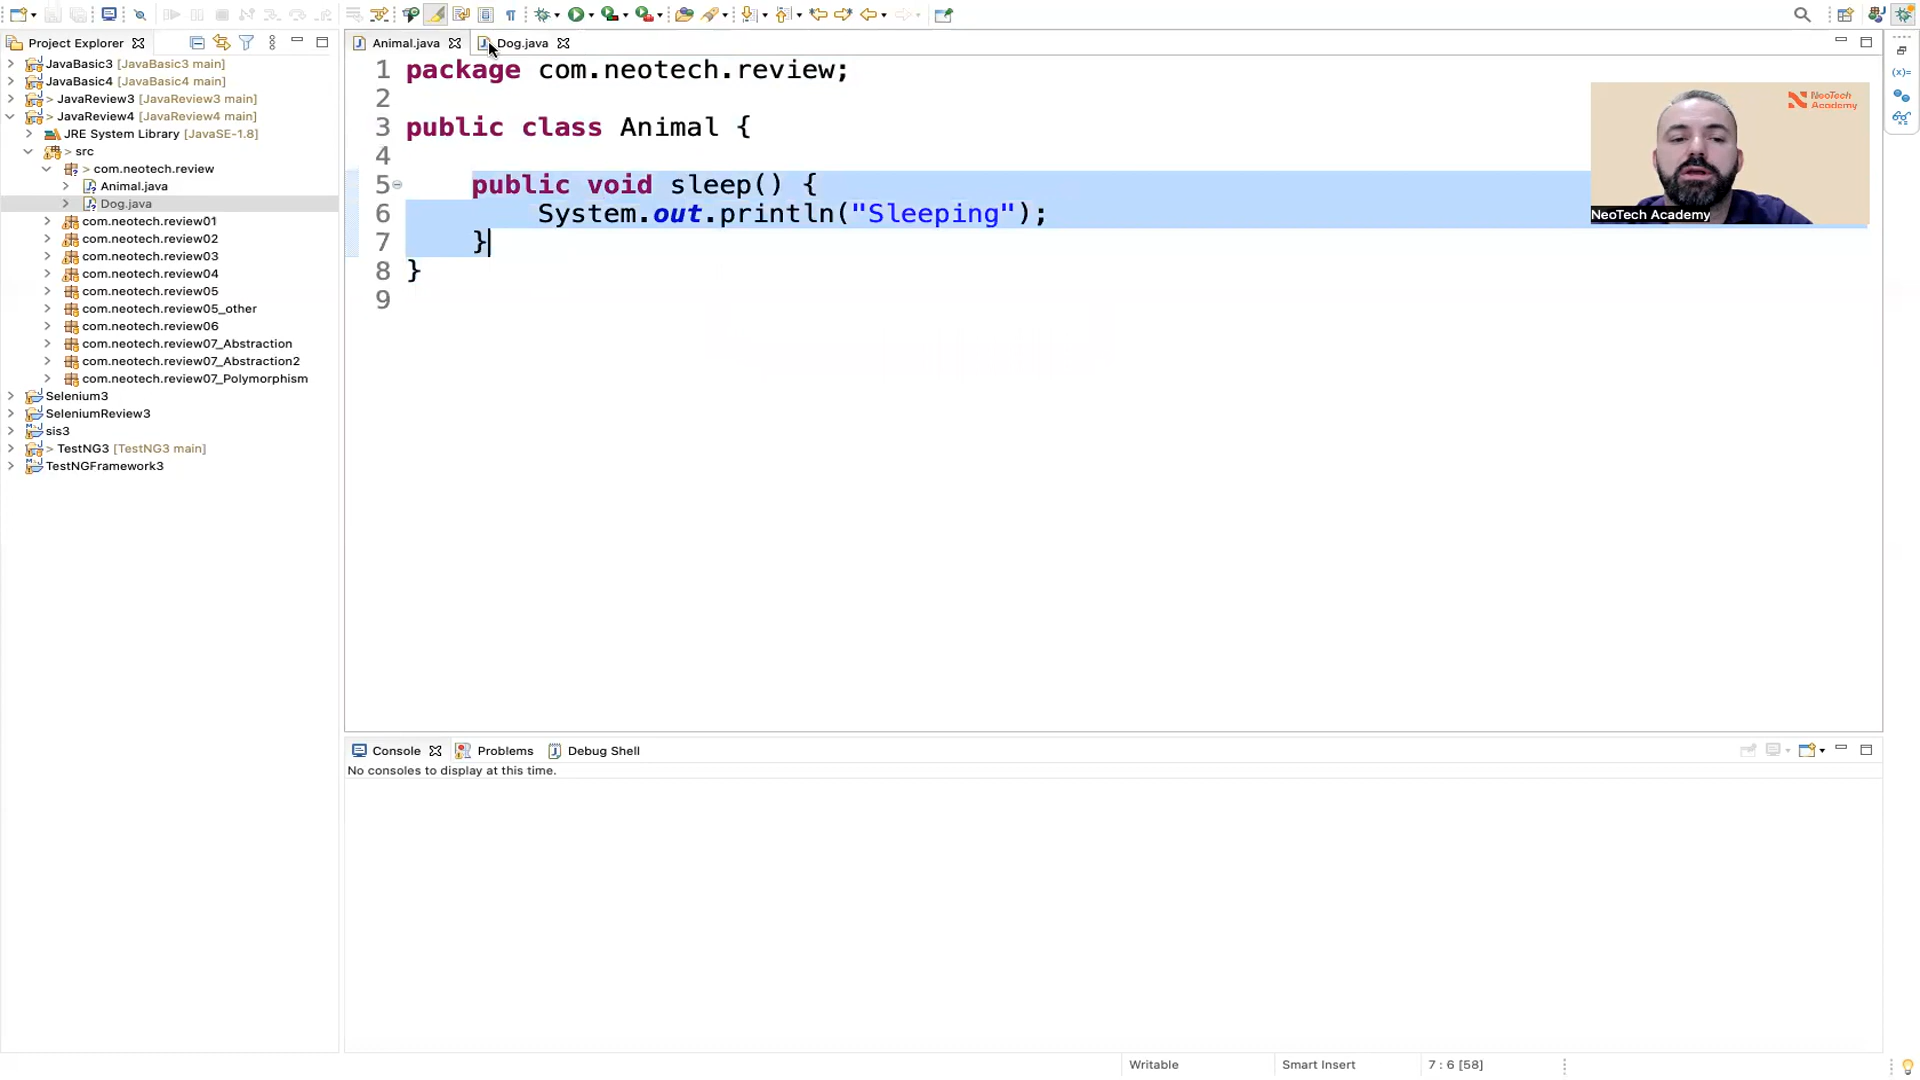 Project Explorer
Animal.java
Dog.java
JavaBasic3 [JavaBasic3 main]
JavaBasic4 [JavaBasic4 main]
> JavaReview3 [JavaReview3 main]
> JavaReview4 [JavaReview4 main]
JRE System Library [JavaSE-1.8]
> src
> com.neotech.review
Animal.java
Dog.java
com.neotech.review01
com.neotech.review02
com.neotech.review03
com.neotech.review04
com.neotech.review05
com.neotech.review05_other
com.neotech.review06
com.neotech.review07_Abstraction
com.neotech.review07_Abstraction2
com.neotech.review07_Polymorphism
Selenium3
SeleniumReview3
sis3
> TestNG3 [TestNG3 main]
TestNGFramework3
1 package com.neotech.review;
2
3 public class Animal {
4
5 public void sleep() {
6 System.out.println("Sleeping");
7 }
8 }
9
NeoTech
Academy
NeoTech Academy
Console
Problems
Debug Shell
No consoles to display at this time.
Writable
Smart Insert
7 : 6 [58]